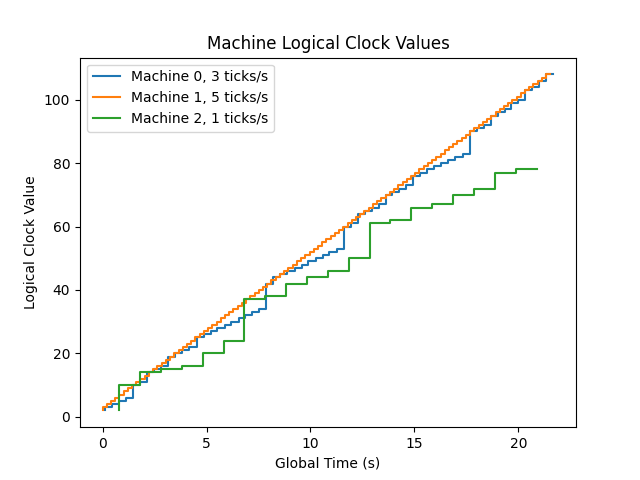 Machine Logical Clock Values
Machine 0, 3 ticks/s
Machine 1, 5 ticks/s
Machine 2, 1 ticks/s
100
80
60
40
20
0
Logical Clock Value
0 5 10 15 20
Global Time (s)